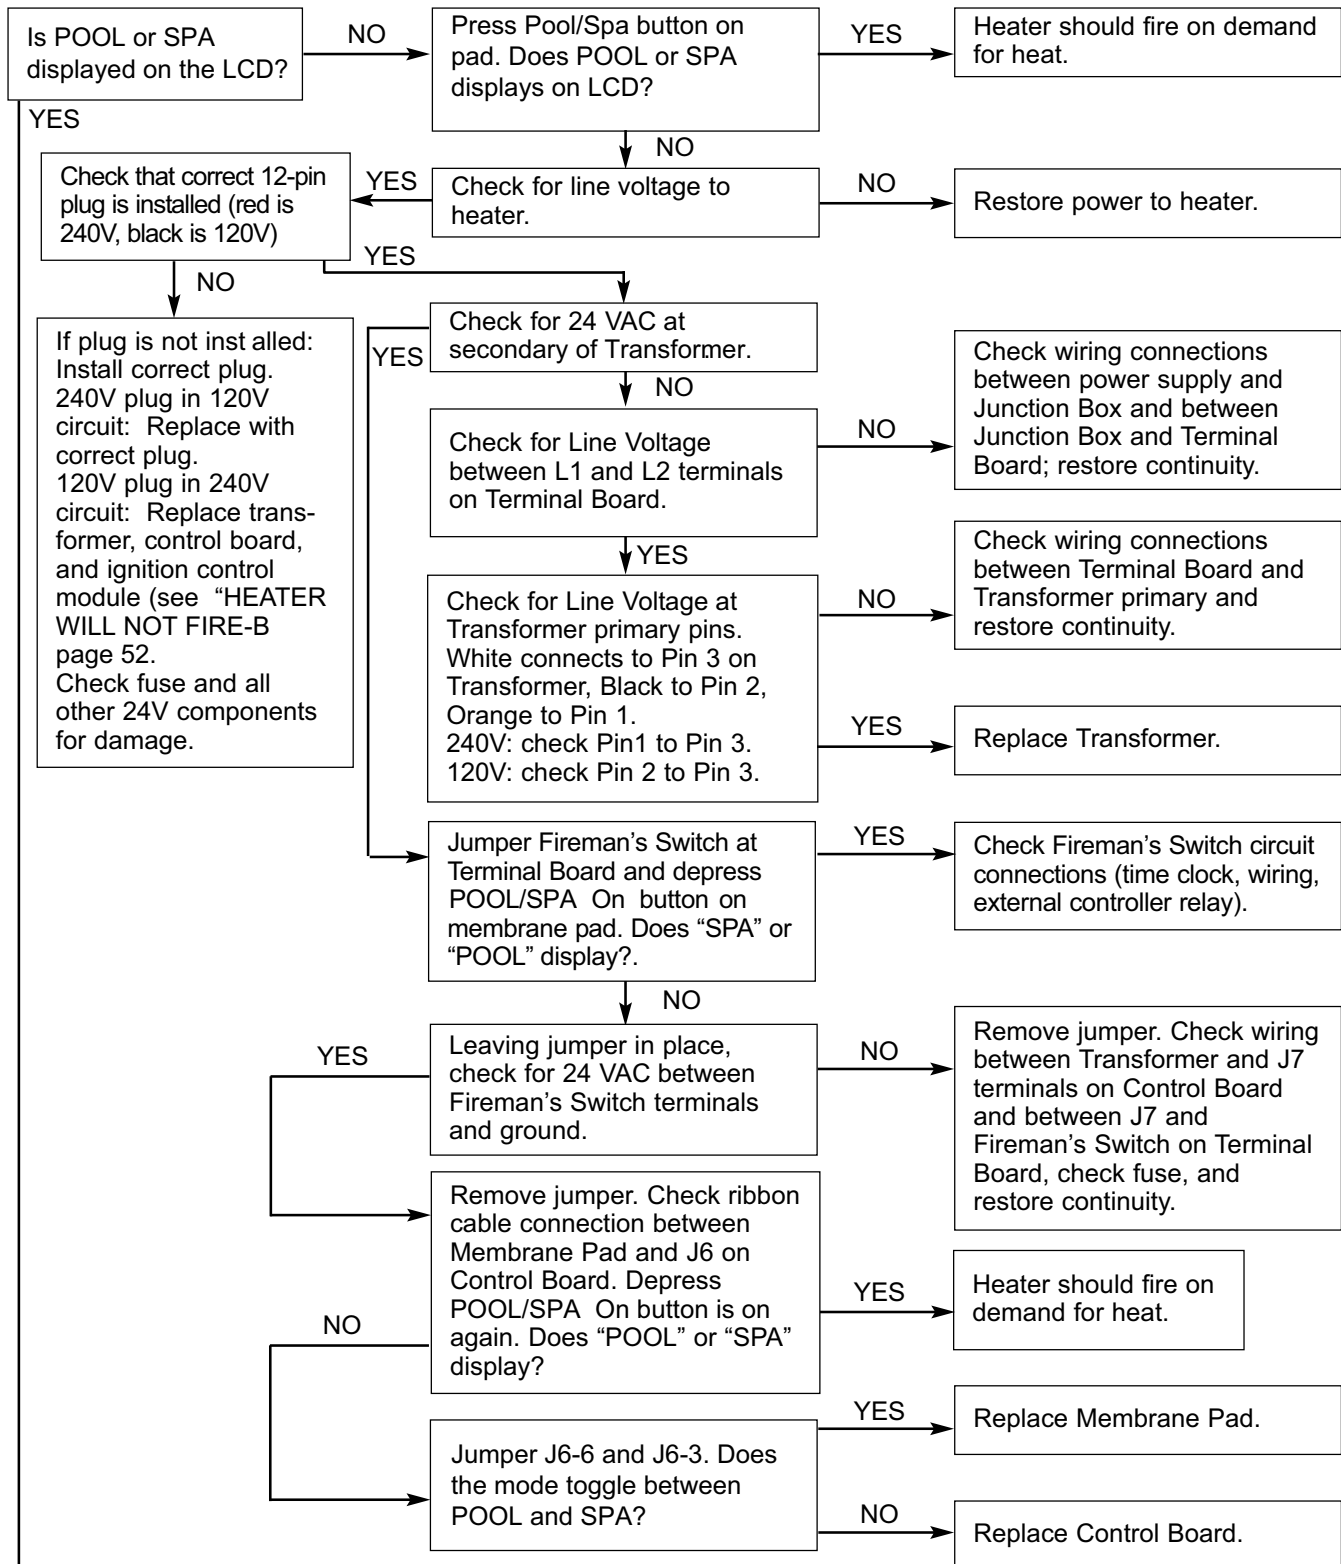 Is POOL or SPA
displayed on the LCD?
NO
Press Pool/Spa button on
pad. Does POOL or SPA
displays on LCD?
YES
Heater should fire on demand
for heat.
YES
NO
Check that correct 12-pin
plug is installed (red is
240V, black is 120V)
YES
Check for line voltage to
heater.
NO
Restore power to heater.
YES
NO
If plug is not inst alled:
Install correct plug.
240V plug in 120V
circuit: Replace with
correct plug.
120V plug in 240V
circuit: Replace trans-
former, control board,
and ignition control
module (see “HEATER
WILL NOT FIRE-B
page 52.
Check fuse and all
other 24V components
for damage.
YES
Check for 24 VAC at
secondary of Transformer.
NO
Check for Line Voltage
between L1 and L2 terminals
on Terminal Board.
NO
Check wiring connections
between power supply and
Junction Box and between
Junction Box and Terminal
Board; restore continuity.
YES
Check for Line Voltage at
Transformer primary pins.
White connects to Pin 3 on
Transformer, Black to Pin 2,
Orange to Pin 1.
240V: check Pin1 to Pin 3.
120V: check Pin 2 to Pin 3.
NO
Check wiring connections
between Terminal Board and
Transformer primary and
restore continuity.
YES
Replace Transformer.
Jumper Fireman’s Switch at
Terminal Board and depress
POOL/SPA On button on
membrane pad. Does “SPA” or
“POOL” display?.
YES
Check Fireman’s Switch circuit
connections (time clock, wiring,
external controller relay).
NO
YES
Leaving jumper in place,
check for 24 VAC between
Fireman’s Switch terminals
and ground.
NO
Remove jumper. Check wiring
between Transformer and J7
terminals on Control Board
and between J7 and
Fireman’s Switch on Terminal
Board, check fuse, and
restore continuity.
Remove jumper. Check ribbon
cable connection between
Membrane Pad and J6 on
Control Board. Depress
POOL/SPA On button is on
again. Does “POOL” or “SPA”
display?
YES
Heater should fire on
demand for heat.
NO
Jumper J6-6 and J6-3. Does
the mode toggle between
POOL and SPA?
YES
Replace Membrane Pad.
NO
Replace Control Board.